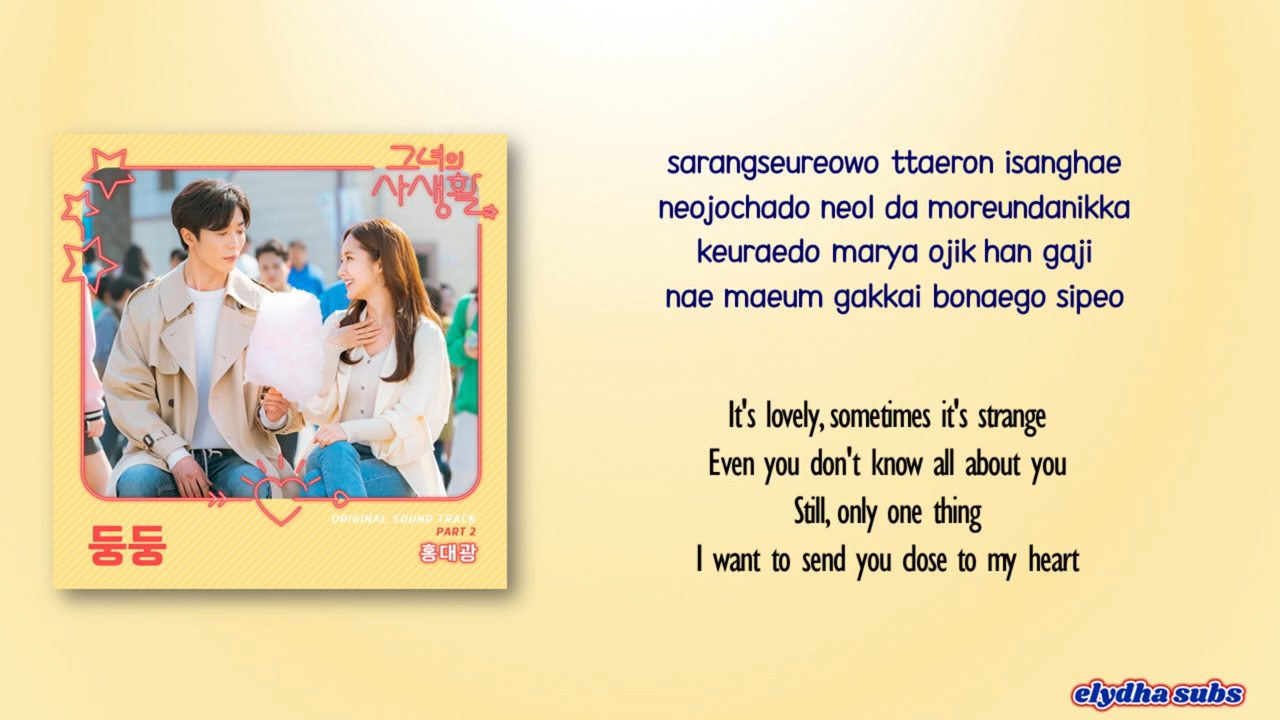 그녀의
사생활
ORIGINAL SOUND TRACK
PART 2
둥둥
홍대광
sarangseureowo ttaeron isanghae
neojochado neol da moreundanikka
keuraedo marya ojik han gaji
nae maeum gakkai bonaego sipeo
It's lovely, sometimes it's strange
Even you don't know all about you
Still, only one thing
I want to send you close to my heart
elydha subs